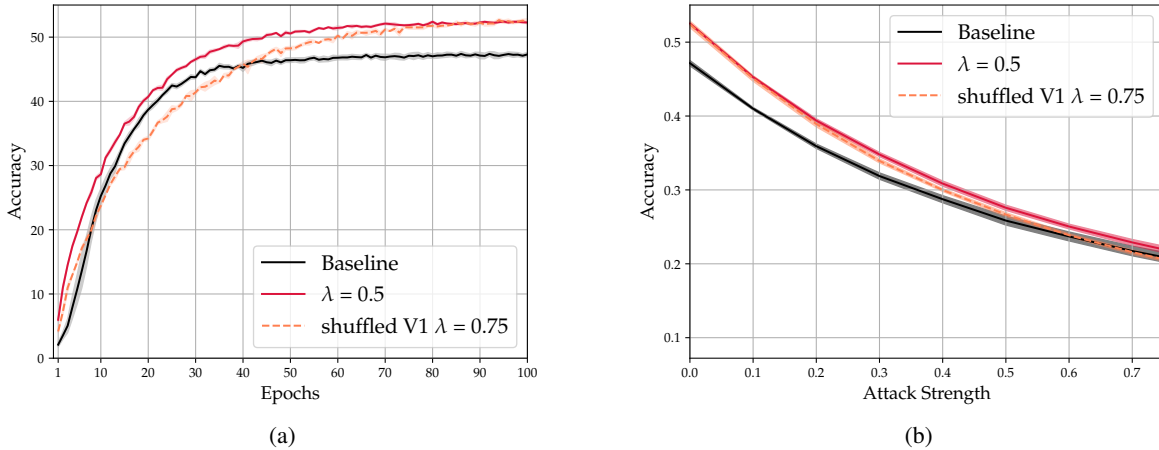 50
40
30
20
10
0
Accuracy
1 10 20 30 40 50 60 70 80 90 100
Epochs
Baseline
λ = 0.5
shuffled V1 λ = 0.75
(a)
0.5
0.4
0.3
0.2
0.1
Accuracy
0.0 0.1 0.2 0.3 0.4 0.5 0.6 0.7
Attack Strength
Baseline
λ = 0.5
shuffled V1 λ = 0.75
(b)